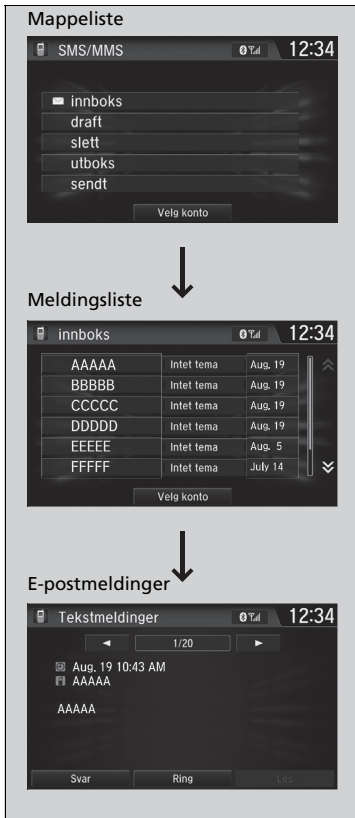 Mappeliste
SMS/MMS 12:34
innboks
draft
slett
utboks
sendt
Velg konto
Meldingsliste
innboks 12:34
AAAAA Intet tema Aug. 19
BBBBB Intet tema Aug. 19
CCCCC Intet tema Aug. 19
DDDDD Intet tema Aug. 19
EEEEE Intet tema Aug. 5
FFFFF Intet tema July 14
Velg konto
E-postmeldinger
Tekstmeldinger 12:34
1/20
Aug. 19 10:43 AM
AAAAA
AAAAA
Svar Ring Les